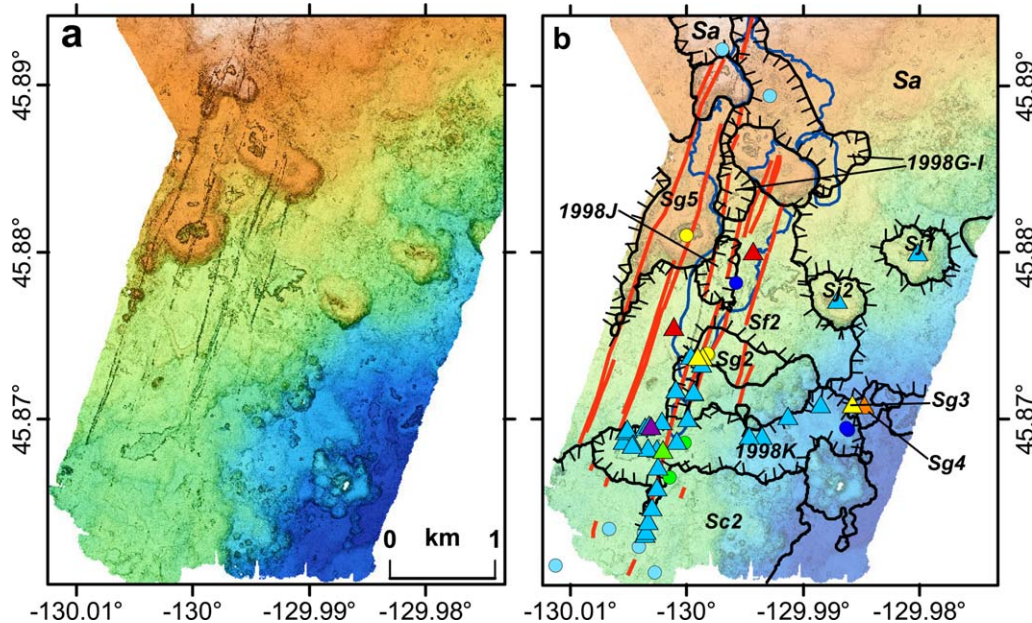 a
b
45.89°
45.88°
45.87°
0 km 1
-130.01°
-130°
-129.99°
-129.98°
Sa
Sa
1998G-I
Sg5
1998J
Si1
Si2
Sf2
Sg2
Sg3
1998K
Sg4
Sc2
45.89°
45.88°
45.87°
-130.01°
-130°
-129.99°
-129.98°